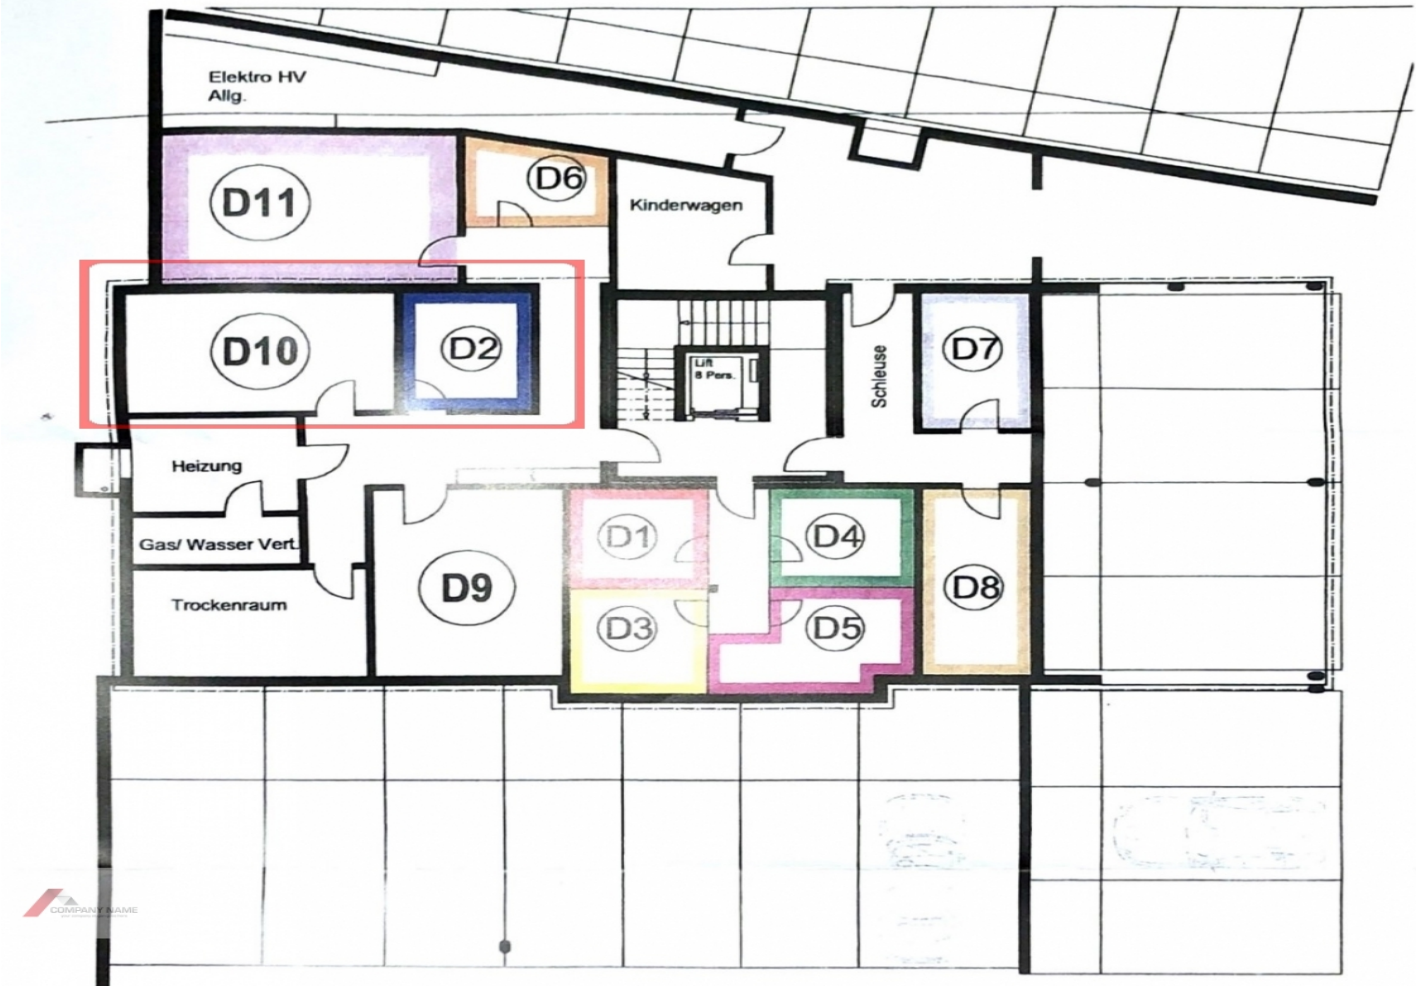 Elektro HV
Allg.
D11
D6
Kinderwagen
D10
D2
Lift
8 Pers.
Schleuse
D7
Heizung
Gas/ Wasser Vert.
D1
D4
D9
D8
Trockenraum
D3
D5
COMPANY NAME